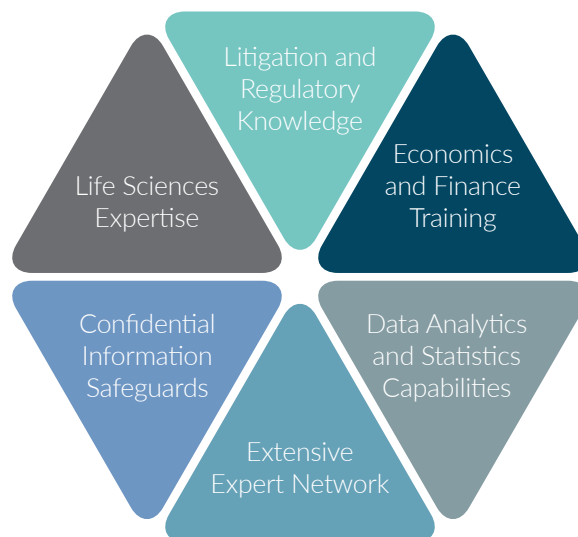 Litigation and
Regulatory
Knowledge
Economics
and Finance
Training
Life Sciences
Expertise
Confidential
Information
Safeguards
Data Analytics
and Statistics
Capabilities
Extensive
Expert Network